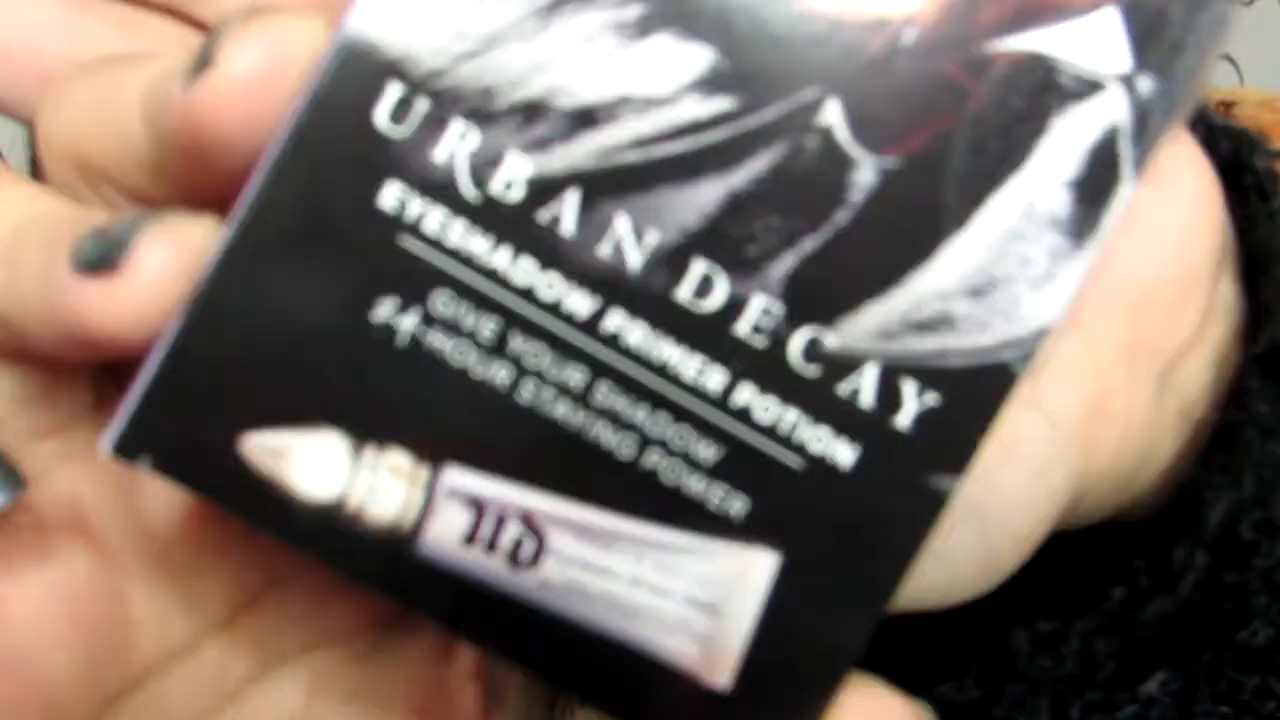 URBAN DECAY
EYESHADOW PRIMER POTION
GIVE YOUR SHADOW
24-HOUR STAYING POWER
UD